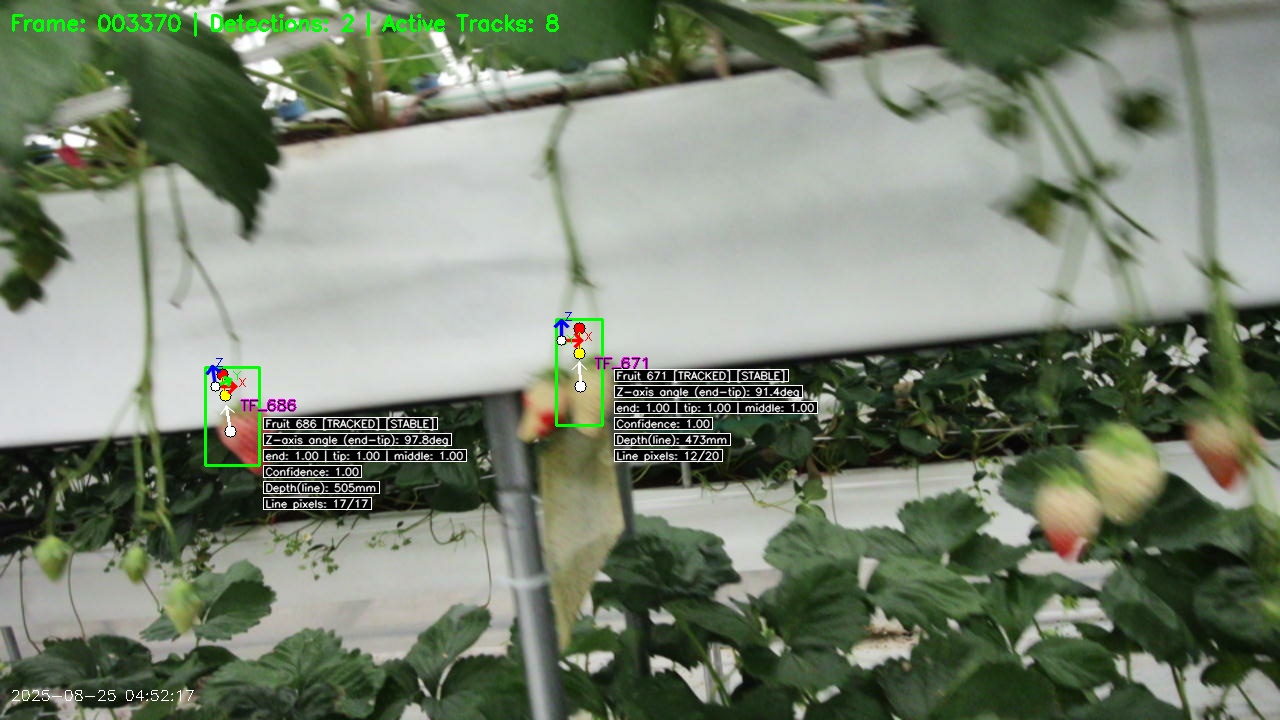 Frame: 003370 | Detections: 2 | Active Tracks: 8
Z
X
TF_671
Fruit 671 [TRACKED] [STABLE]
Z-axis angle (end-tip): 91.4deg
end: 1.00 | tip: 1.00 | middle: 1.00
Confidence: 1.00
Depth(line): 473mm
Line pixels: 12/20
Z
Y
X
TF_686
Fruit 686 [TRACKED] [STABLE]
Z-axis angle (end-tip): 97.8deg
end: 1.00 | tip: 1.00 | middle: 1.00
Confidence: 1.00
Depth(line): 505mm
Line pixels: 17/17
2025-08-25 04:52:17